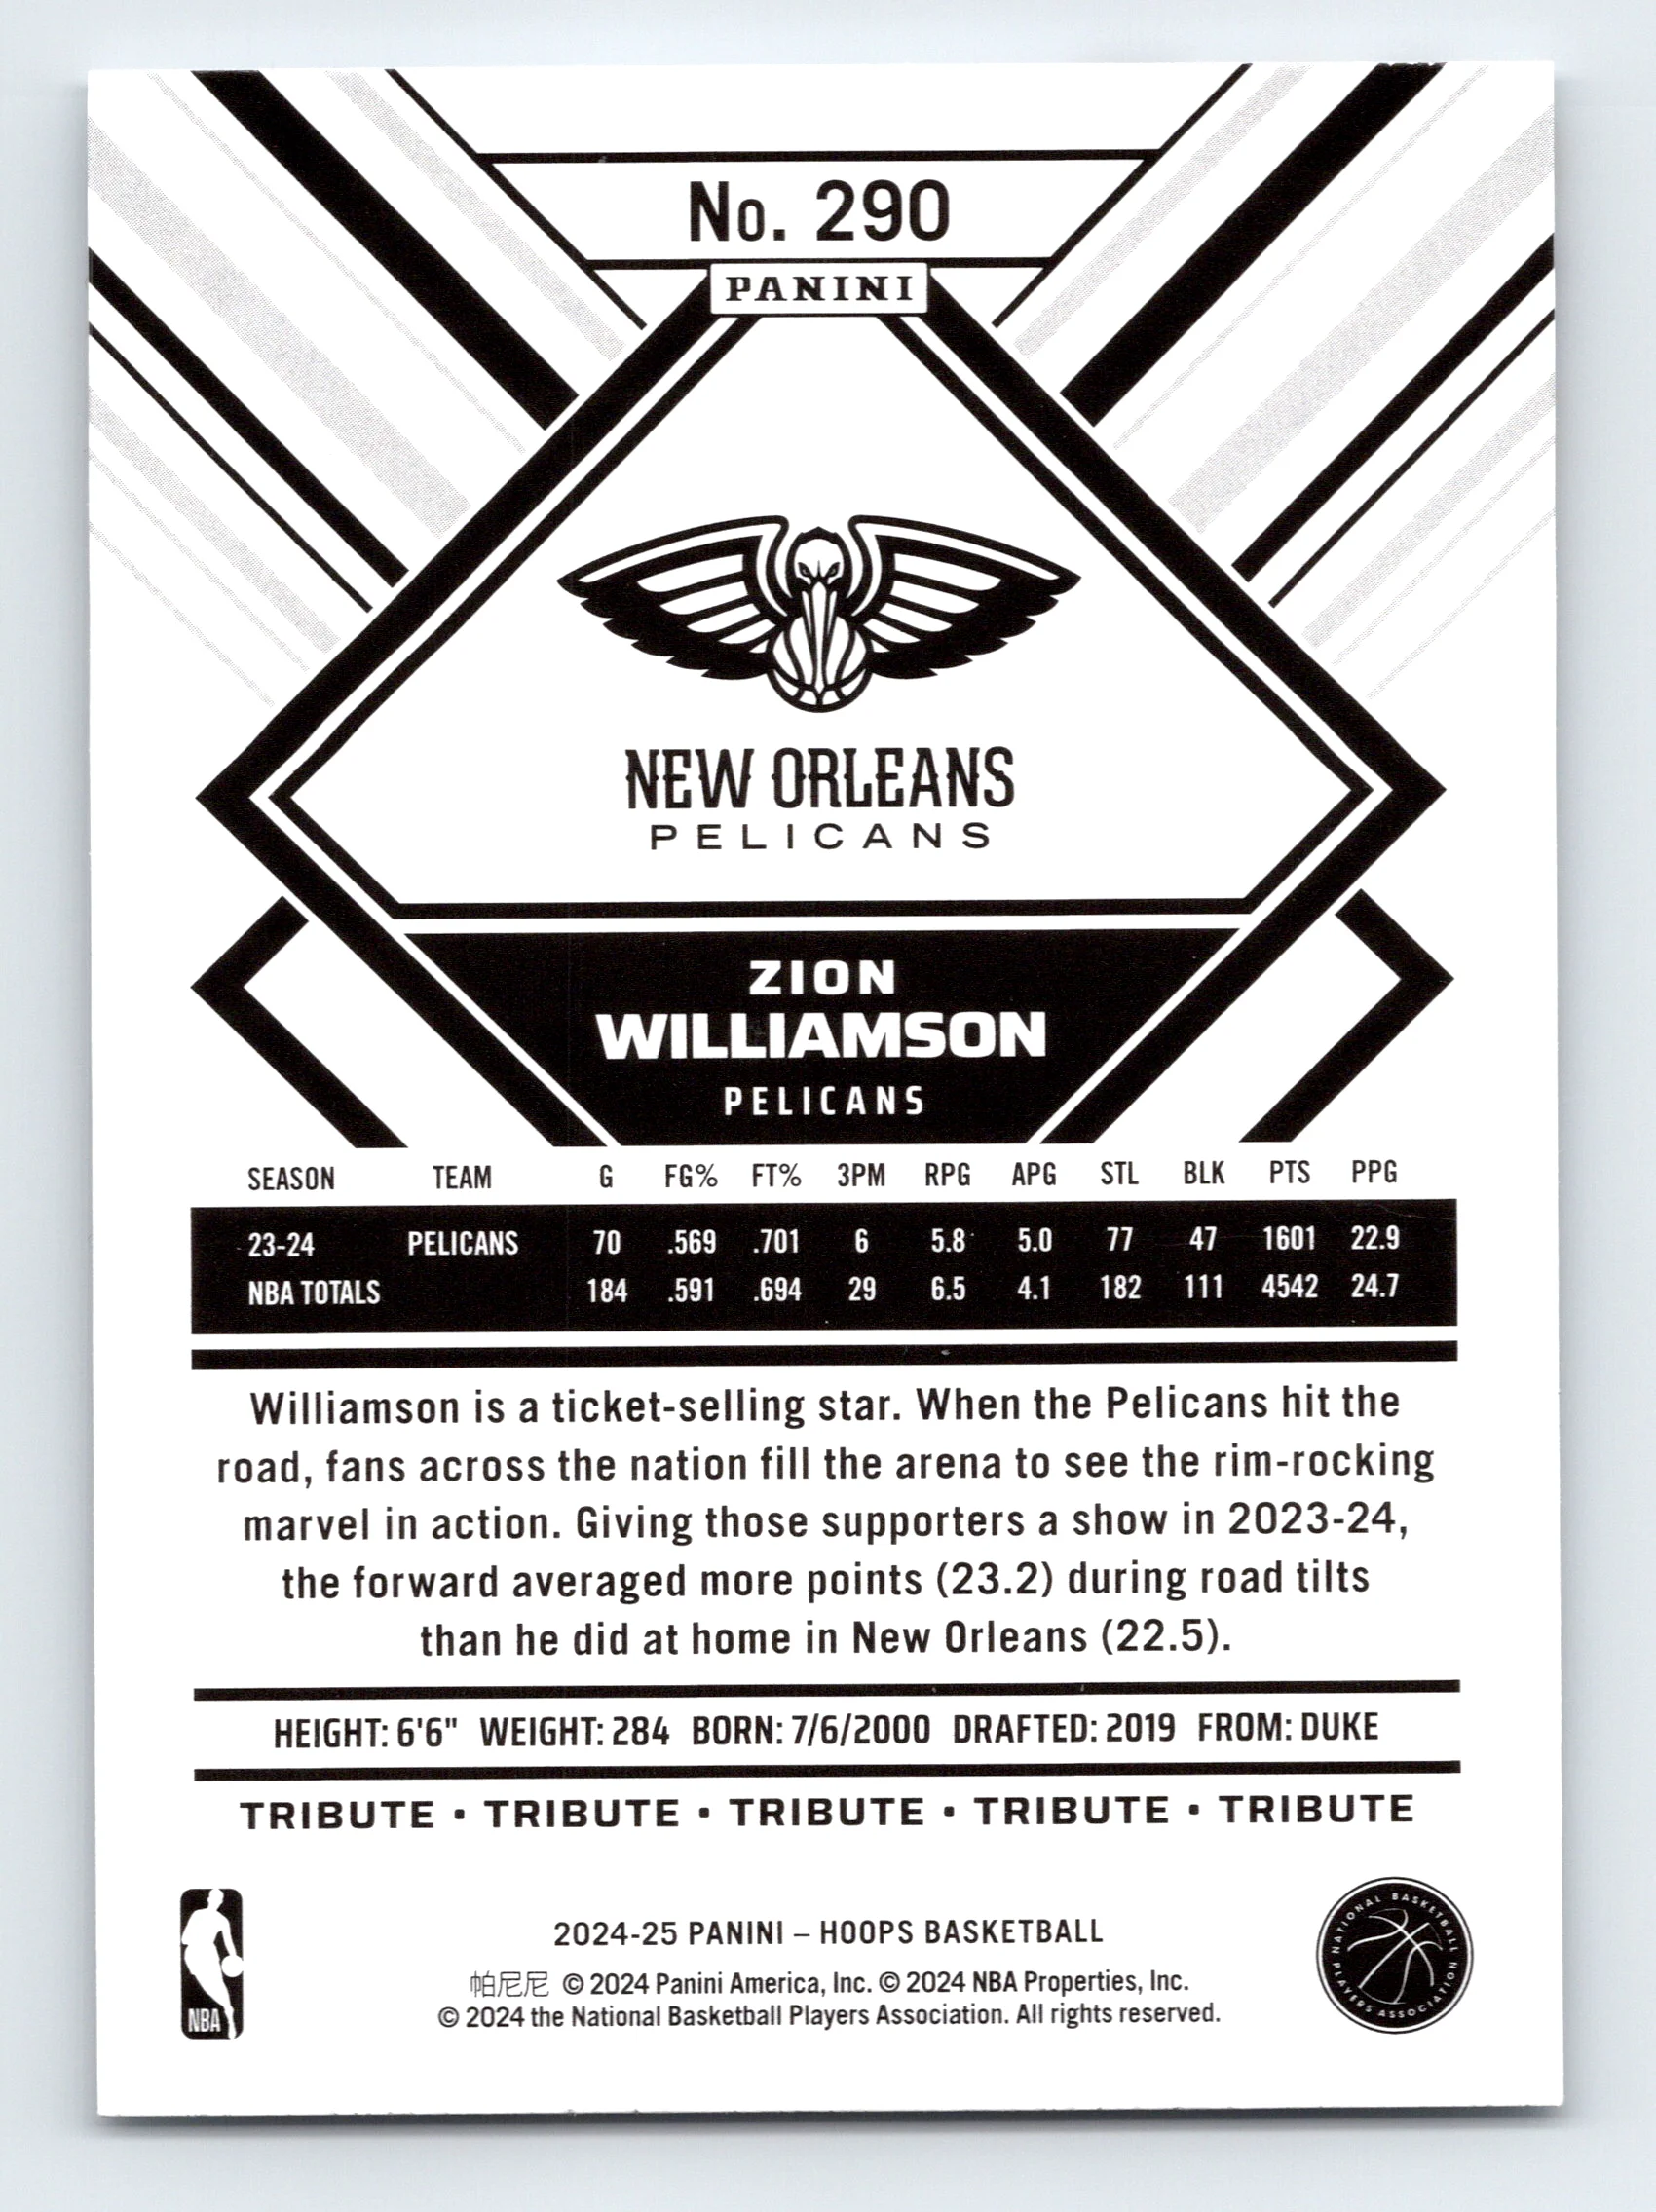 No. 290
PANINI
NEW ORLEANS
PELICANS
ZION
WILLIAMSON
PELICANS
SEASON TEAM G FG% FT% 3PM RPG APG STL BLK PTS PPG
23-24 PELICANS 70 .569 .701 6 5.8 5.0 77 47 1601 22.9
NBA TOTALS 184 .591 .694 29 6.5 4.1 182 111 4542 24.7
Williamson is a ticket-selling star. When the Pelicans hit the
road, fans across the nation fill the arena to see the rim-rocking
marvel in action. Giving those supporters a show in 2023-24,
the forward averaged more points (23.2) during road tilts
than he did at home in New Orleans (22.5).
HEIGHT: 6'6" WEIGHT: 284 BORN: 7/6/2000 DRAFTED: 2019 FROM: DUKE
TRIBUTE • TRIBUTE • TRIBUTE • TRIBUTE • TRIBUTE
NBA
2024-25 PANINI – HOOPS BASKETBALL
帕尼尼 © 2024 Panini America, Inc. © 2024 NBA Properties, Inc.
© 2024 the National Basketball Players Association. All rights reserved.
NATIONAL BASKETBALL PLAYERS ASSOCIATION